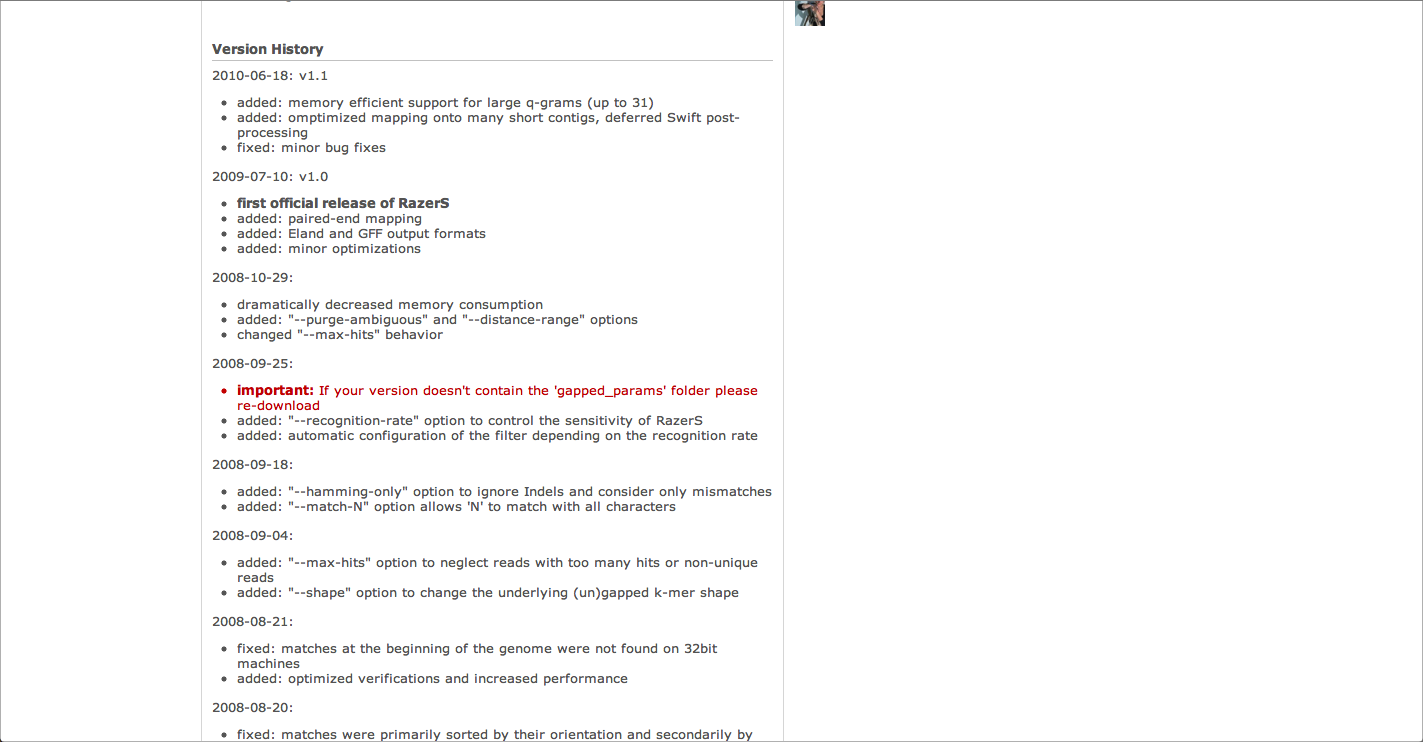 Version History
2010-06-18: v1.1
• added: memory efficient support for large q-grams (up to 31)
• added: omptimized mapping onto many short contigs, deferred Swift post-
processing
• fixed: minor bug fixes
2009-07-10: v1.0
• first official release of RazerS
• added: paired-end mapping
• added: Eland and GFF output formats
• added: minor optimizations
2008-10-29:
• dramatically decreased memory consumption
• added: "--purge-ambiguous" and "--distance-range" options
• changed "--max-hits" behavior
2008-09-25:
• important: If your version doesn't contain the 'gapped_params' folder please
re-download
• added: "--recognition-rate" option to control the sensitivity of RazerS
• added: automatic configuration of the filter depending on the recognition rate
2008-09-18:
• added: "--hamming-only" option to ignore Indels and consider only mismatches
• added: "--match-N" option allows 'N' to match with all characters
2008-09-04:
• added: "--max-hits" option to neglect reads with too many hits or non-unique
reads
• added: "--shape" option to change the underlying (un)gapped k-mer shape
2008-08-21:
• fixed: matches at the beginning of the genome were not found on 32bit
machines
• added: optimized verifications and increased performance
2008-08-20:
• fixed: matches were primarily sorted by their orientation and secondarily by